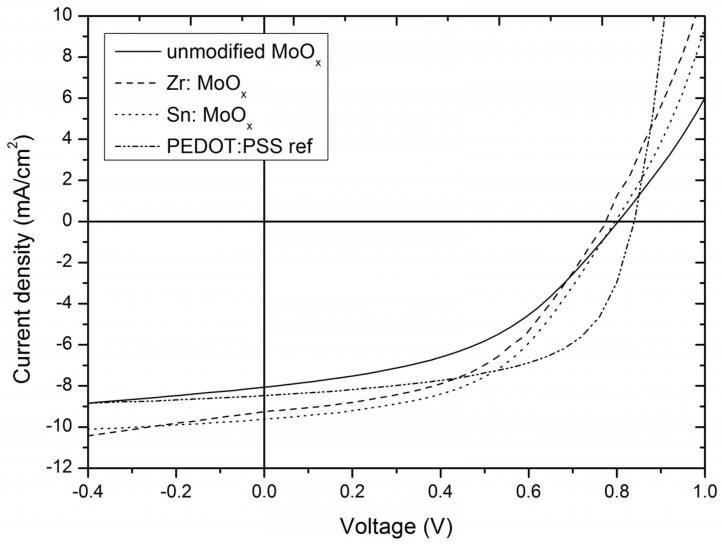 10
8
6
4
2
0
-2
-4
-6
-8
-10
-12
Current density (mA/cm²)
unmodified MoOₓ
Zr: MoOₓ
Sn: MoOₓ
PEDOT:PSS ref
-0.4 -0.2 0.0 0.2 0.4 0.6 0.8 1.0
Voltage (V)